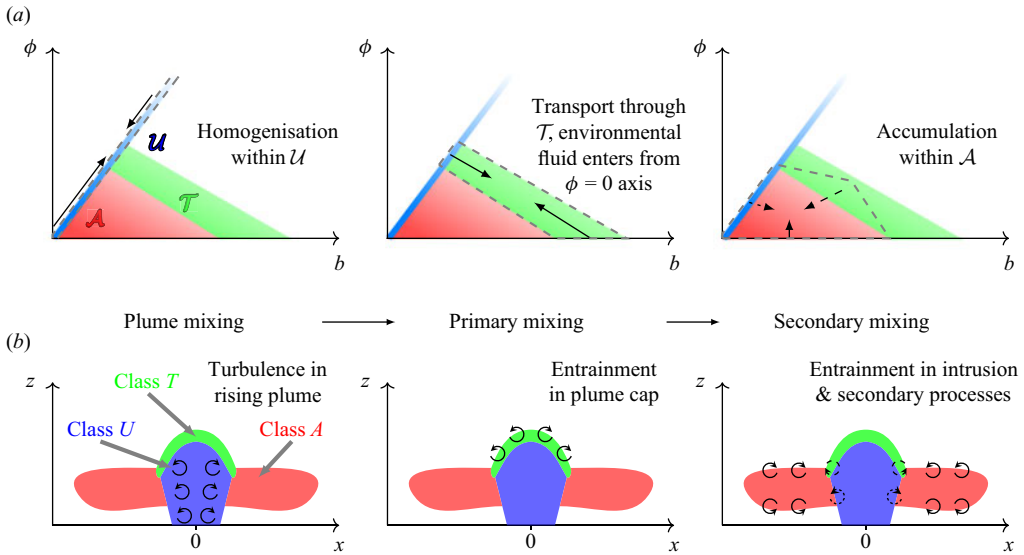 (a)
ϕ
ϕ
ϕ
𝒰
Homogenisation
within 𝒰
𝒜
𝒯
b
Transport through
𝒯, environmental
fluid enters from
ϕ = 0 axis
b
Accumulation
within 𝒜
b
Plume mixing
Primary mixing
Secondary mixing
(b)
z
Class T
Turbulence in
rising plume
Class U
Class A
0
x
z
Entrainment
in plume cap
0
x
z
Entrainment in intrusion
& secondary processes
0
x